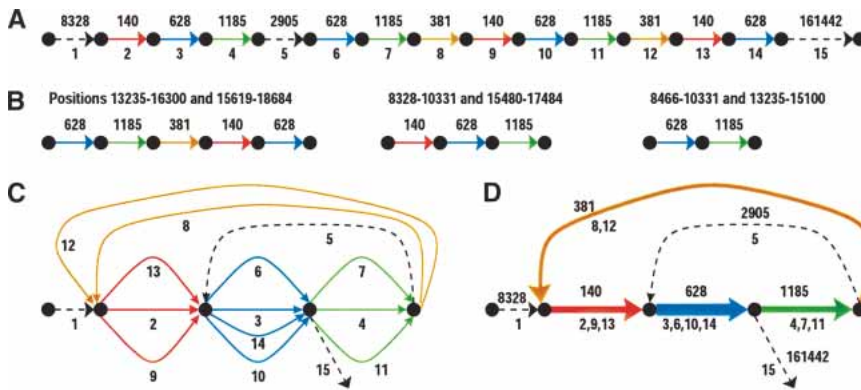 A
8328 140 628 1185 2905 628 1185 381 140 628 1185 381 140 628 161442
1 2 3 4 5 6 7 8 9 10 11 12 13 14 15
B
Positions 13235-16300 and 15619-18684
8328-10331 and 15480-17484
8466-10331 and 13235-15100
628 1185 381 140 628
140 628 1185
628 1185
C
8
12
5
13 6 7
1 2 3 4
14
9 10 15 11
D
381
8,12
2905
5
8328 140 628 1185
1 2,9,13 3,6,10,14 4,7,11
161442
15